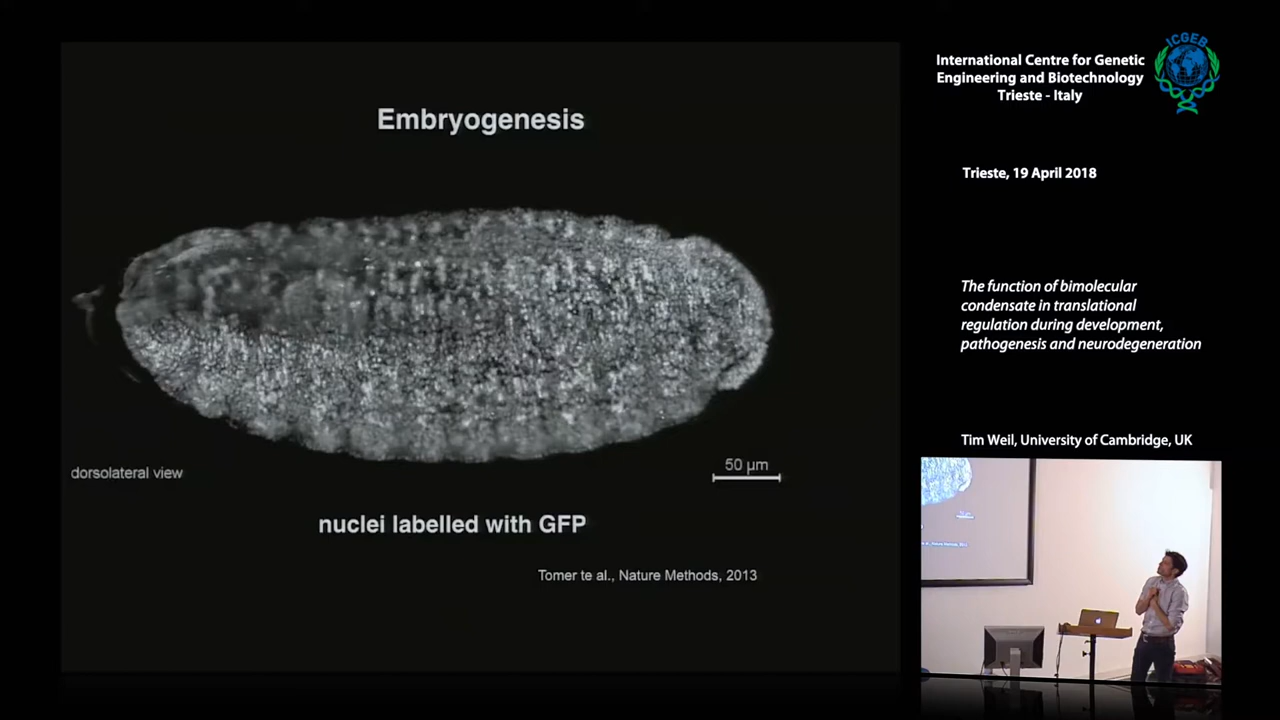 Embryogenesis
dorsolateral view
50 µm
nuclei labelled with GFP
Tomer te al., Nature Methods, 2013
International Centre for Genetic
Engineering and Biotechnology
Trieste - Italy
ICGEB
Trieste, 19 April 2018
The function of bimolecular
condensate in translational
regulation during development,
pathogenesis and neurodegeneration
Tim Weil, University of Cambridge, UK